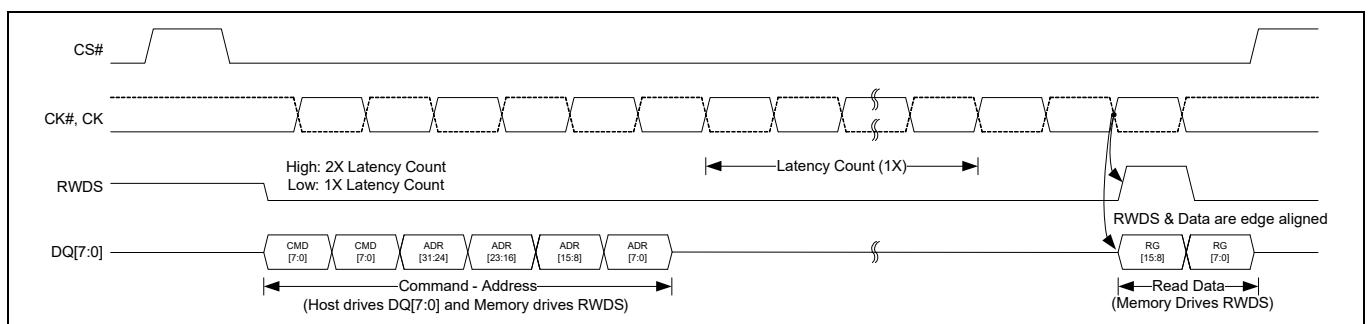 CS#
CK#, CK
High: 2X Latency Count
Low: 1X Latency Count
Latency Count (1X)
RWDS
RWDS & Data are edge aligned
DQ[7:0]
CMD [7:0]
CMD [7:0]
ADR [31:24]
ADR [23:16]
ADR [15:8]
ADR [7:0]
RG [15:8]
RG [7:0]
Command - Address
(Host drives DQ[7:0] and Memory drives RWDS)
Read Data
(Memory Drives RWDS)